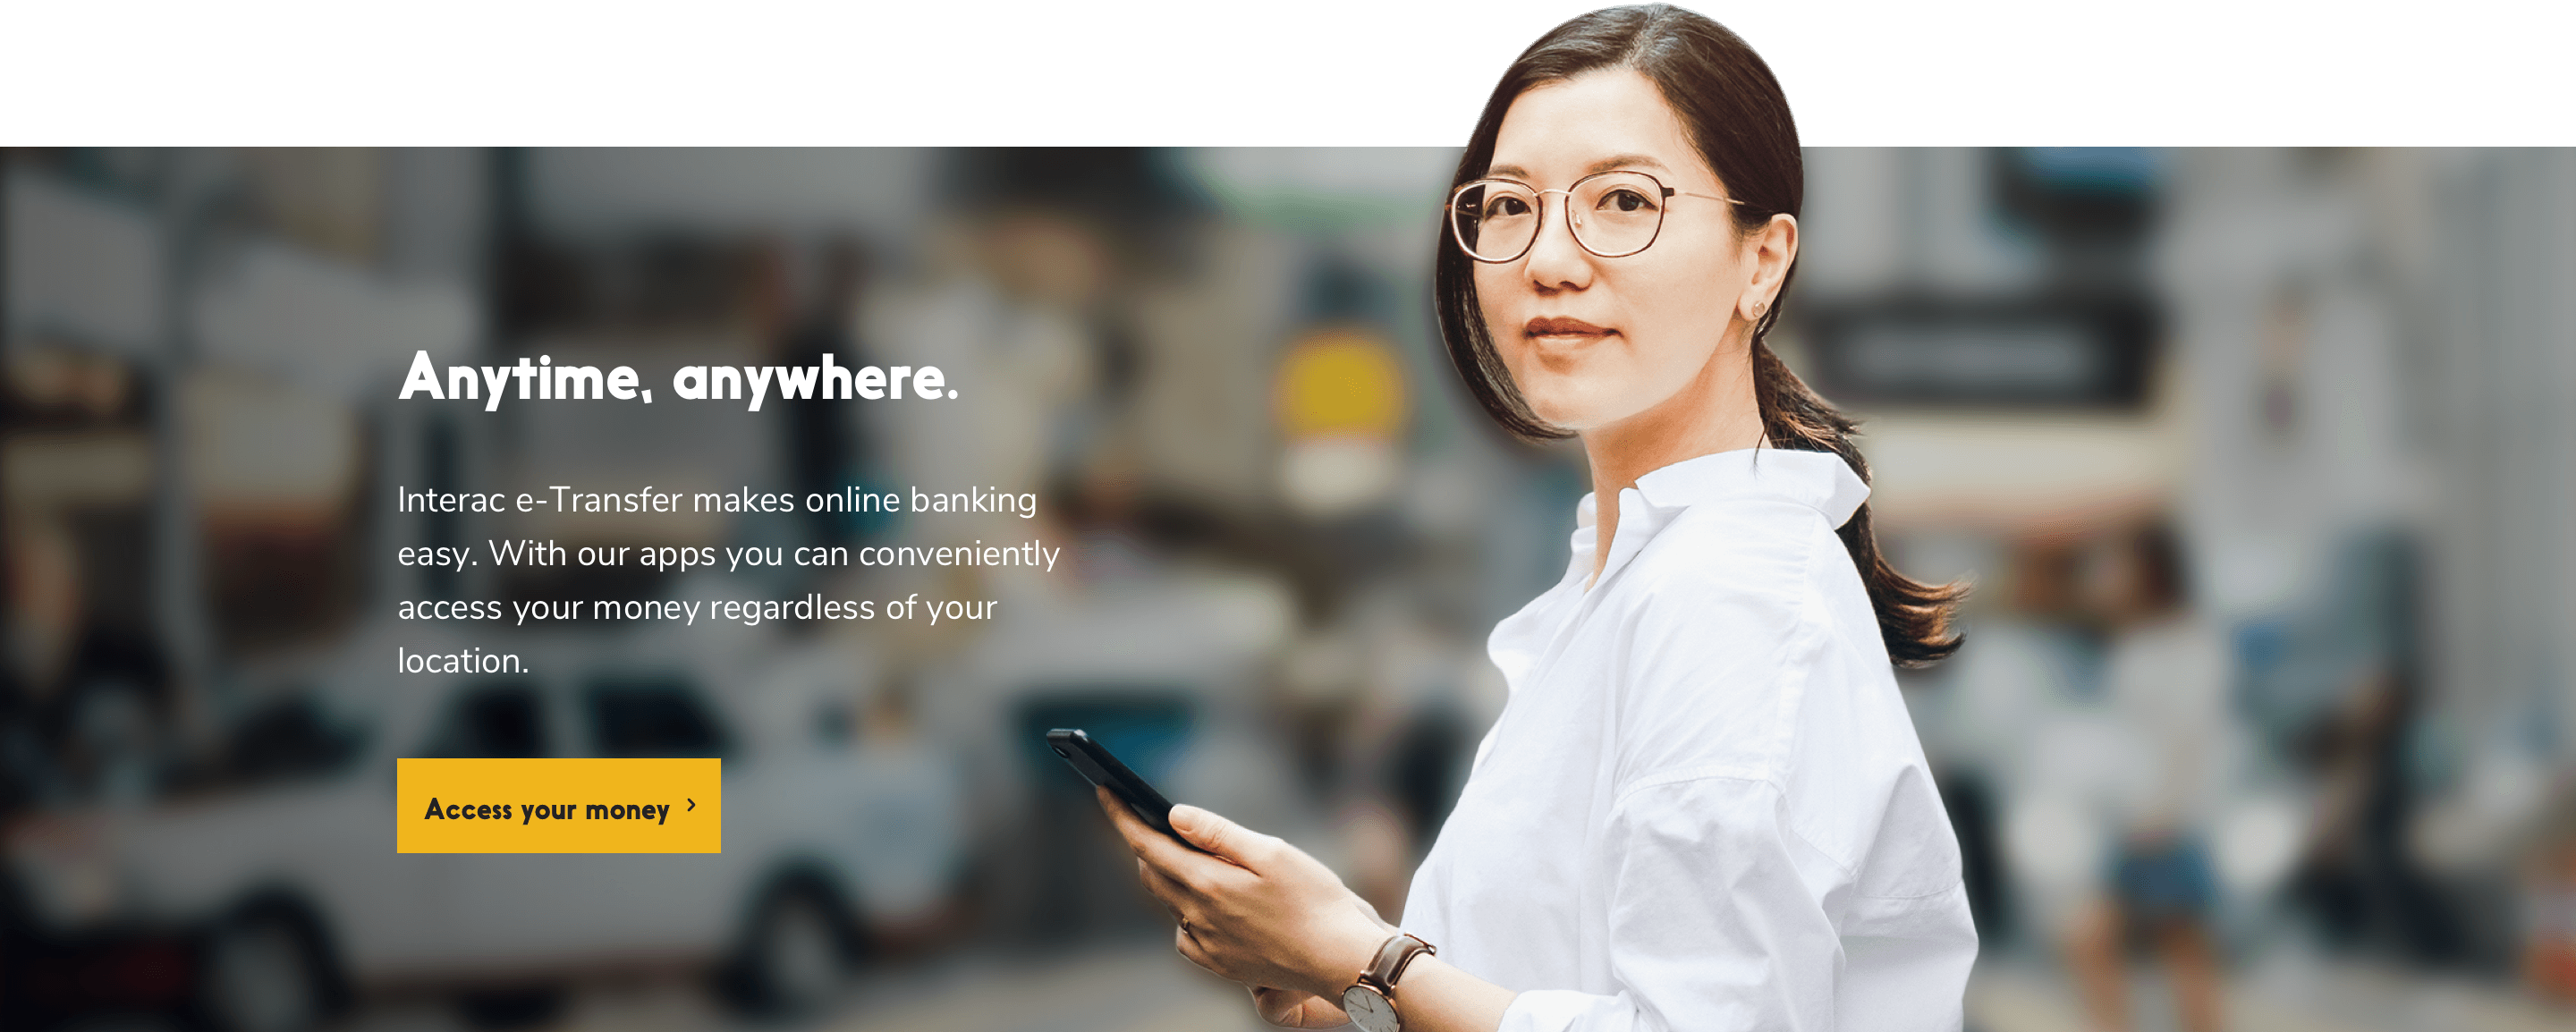 Anytime, anywhere.
Interac e-Transfer makes online banking
easy. With our apps you can conveniently
access your money regardless of your
location.
Access your money